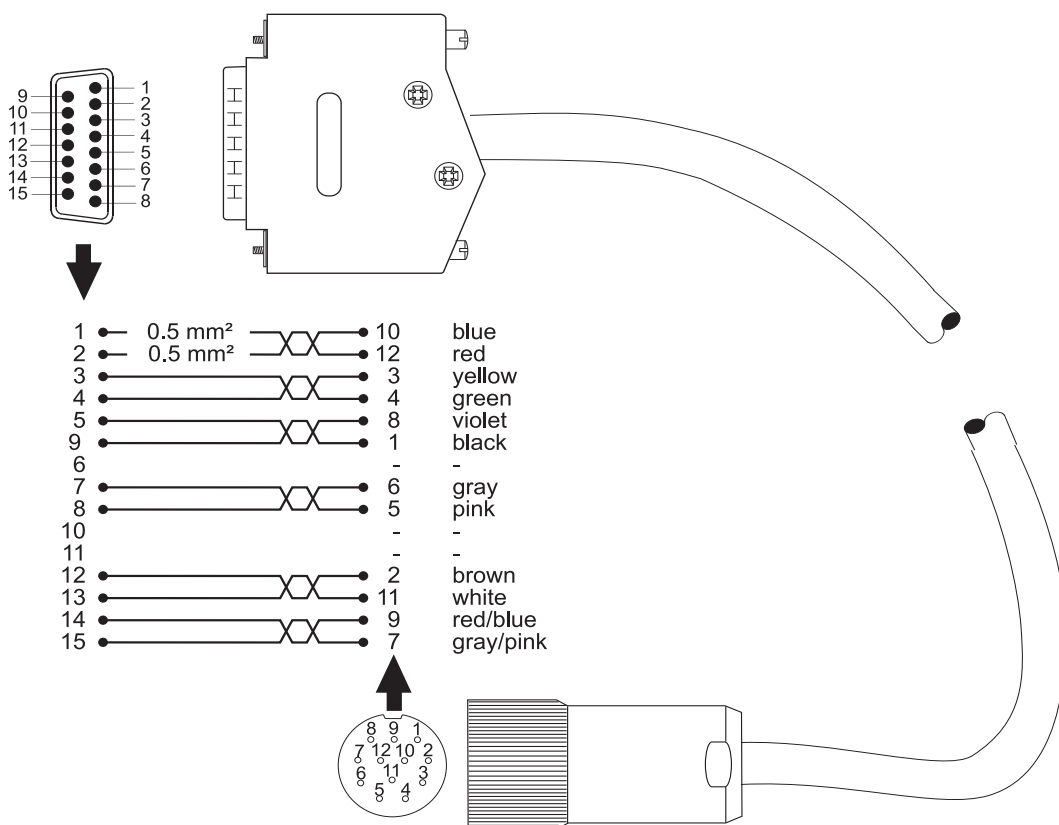 9 1
10 2
11 3
12 4
13 5
14 6
15 7
8
1 0.5 mm² 10 blue
2 0.5 mm² 12 red
3 3 yellow
4 4 green
5 8 violet
9 1 black
6 - -
7 6 gray
8 5 pink
10 - -
11 - -
12 2 brown
13 11 white
14 9 red/blue
15 7 gray/pink
8 9 1
7 12 10 2
6 11 3
5 4